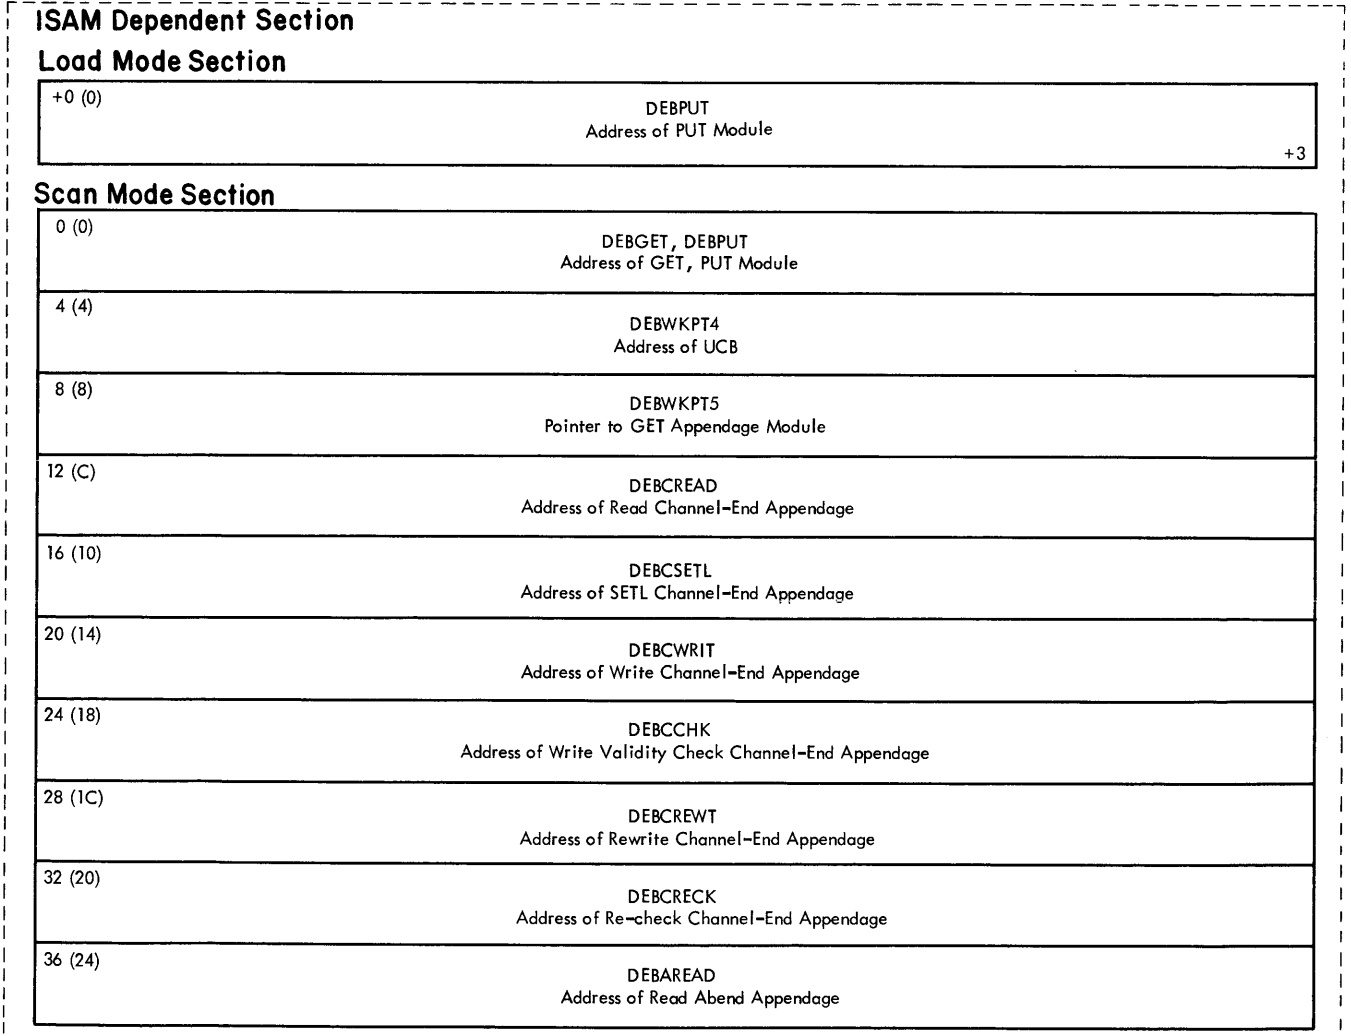 ISAM Dependent Section
Load Mode Section
+0 (0)
DEBPUT
Address of PUT Module
+3
Scan Mode Section
0 (0)
DEBGET, DEBPUT
Address of GET, PUT Module
4 (4)
DEBWKPT4
Address of UCB
8 (8)
DEBWKPT5
Pointer to GET Appendage Module
12 (C)
DEBCREAD
Address of Read Channel-End Appendage
16 (10)
DEBCSETL
Address of SETL Channel-End Appendage
20 (14)
DEBCWRIT
Address of Write Channel-End Appendage
24 (18)
DEBCCHK
Address of Write Validity Check Channel-End Appendage
28 (1C)
DEBCREWT
Address of Rewrite Channel-End Appendage
32 (20)
DEBCRECK
Address of Re-check Channel-End Appendage
36 (24)
DEBAREAD
Address of Read Abend Appendage